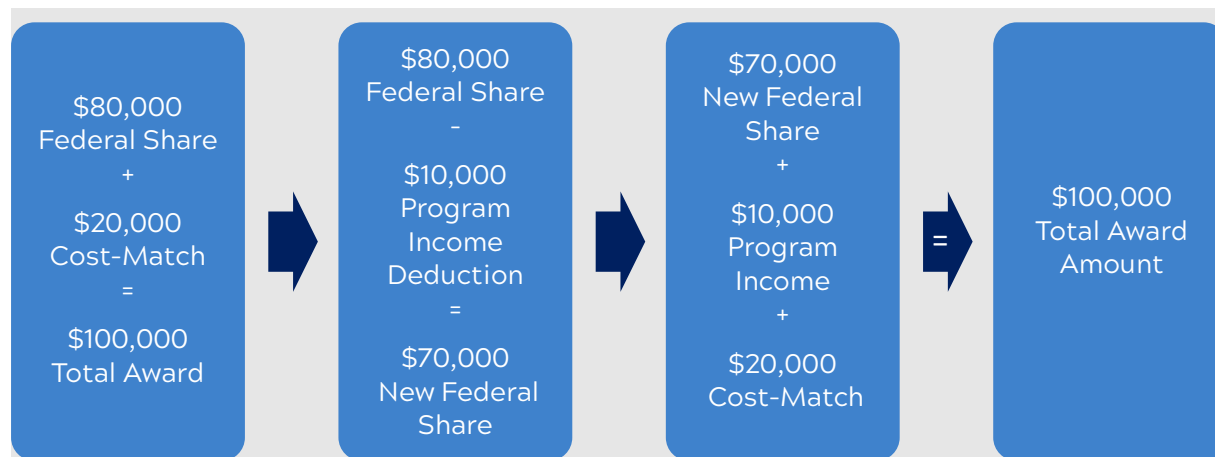 $80,000
Federal Share
+
$20,000
Cost-Match
=
$100,000
Total Award
$80,000
Federal Share
-
$10,000
Program
Income
Deduction
=
$70,000
New Federal
Share
$70,000
New Federal
Share
+
$10,000
Program
Income
+
$20,000
Cost-Match
=
$100,000
Total Award
Amount